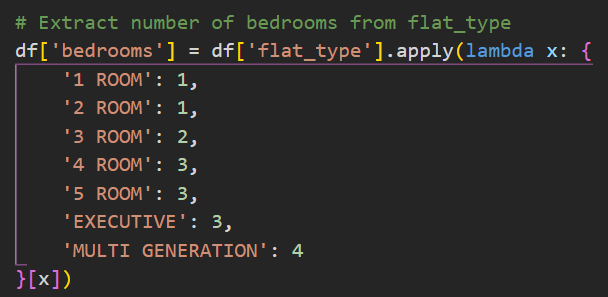 # Extract number of bedrooms from flat_type
df['bedrooms'] = df['flat_type'].apply(lambda x: {
    '1 ROOM': 1,
    '2 ROOM': 1,
    '3 ROOM': 2,
    '4 ROOM': 3,
    '5 ROOM': 3,
    'EXECUTIVE': 3,
    'MULTI GENERATION': 4
}[x])